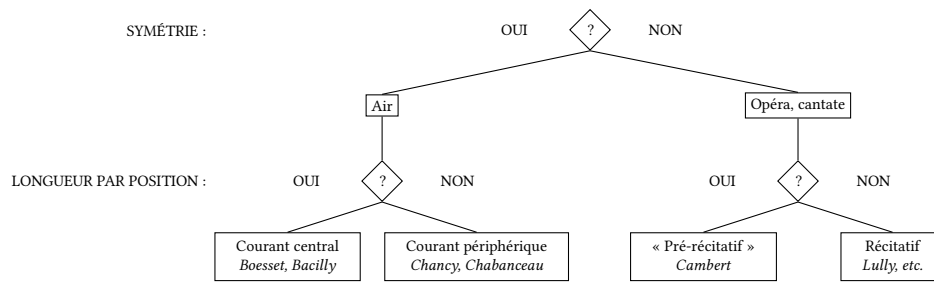 SYMÉTRIE : OUI ? NON
Air Opéra, cantate
LONGUEUR PAR POSITION : OUI ? NON OUI ? NON
Courant central Courant périphérique « Pré-récitatif » Récitatif
Boesset, Bacilly Chancy, Chabanceau Cambert Lully, etc.